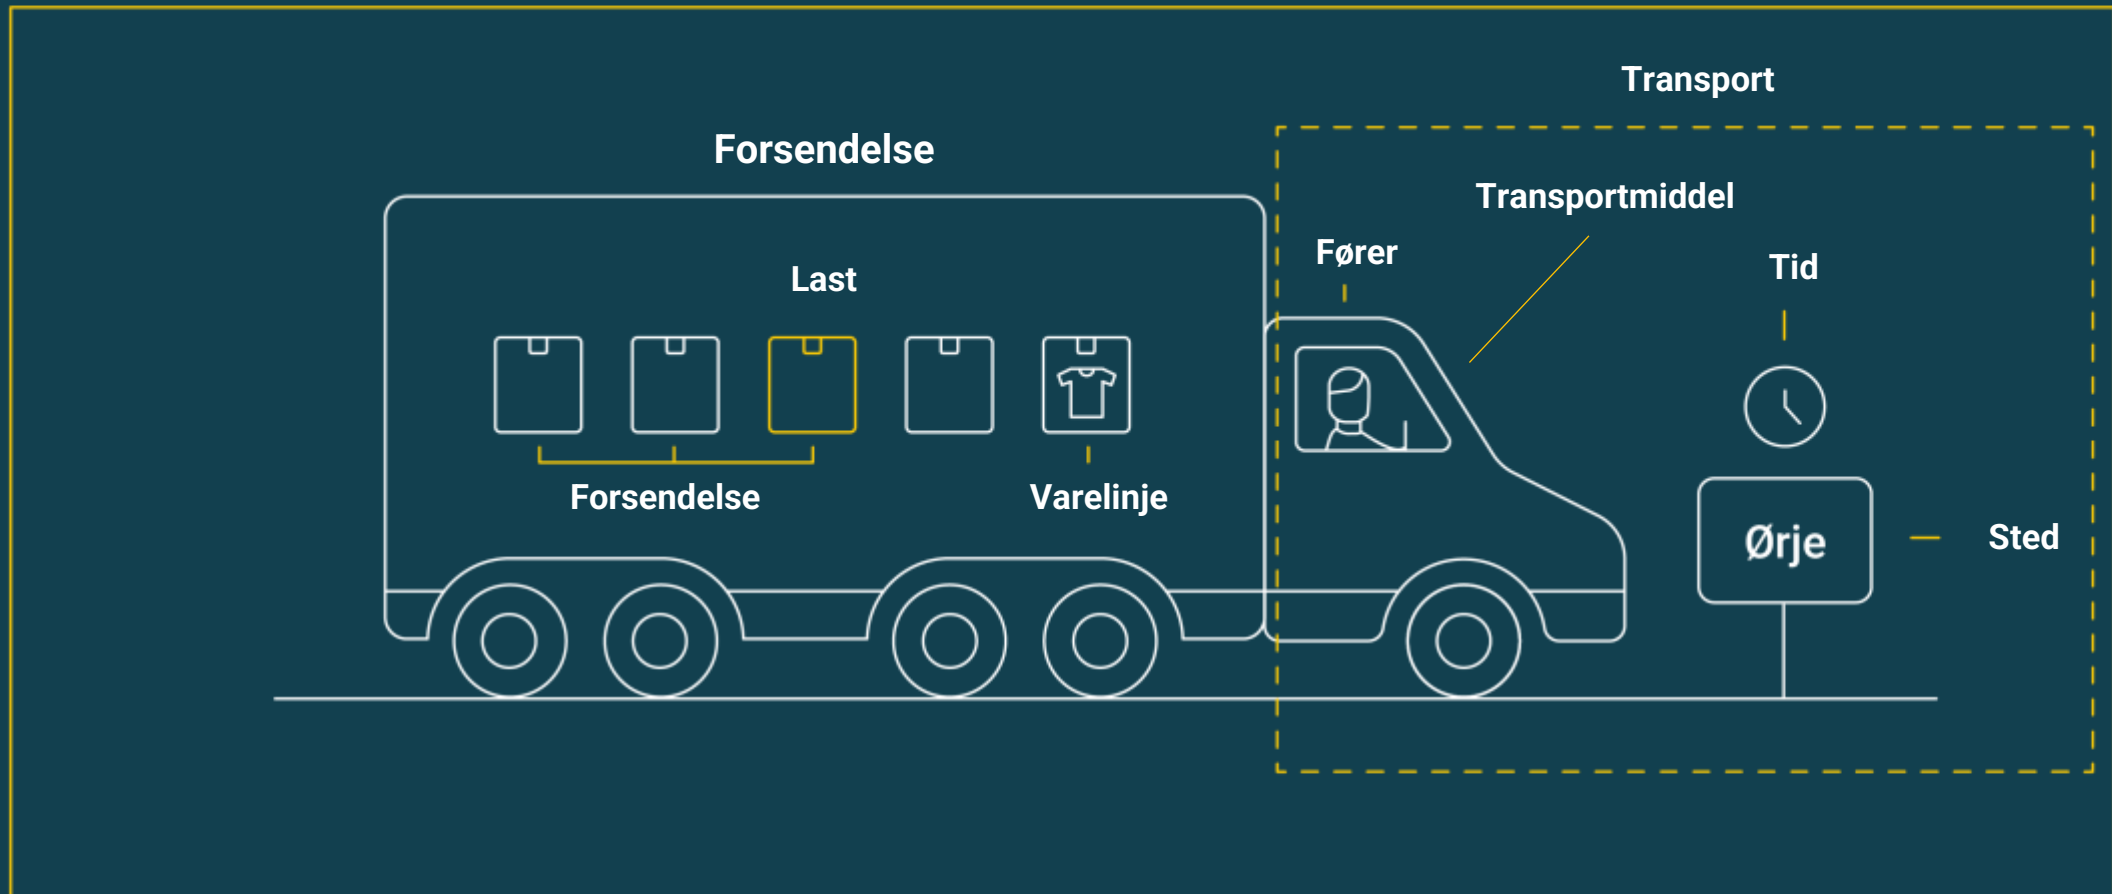 Transport
Forsendelse
Transportmiddel
Fører
Tid
Last
Forsendelse
Varelinje
Ørje
Sted